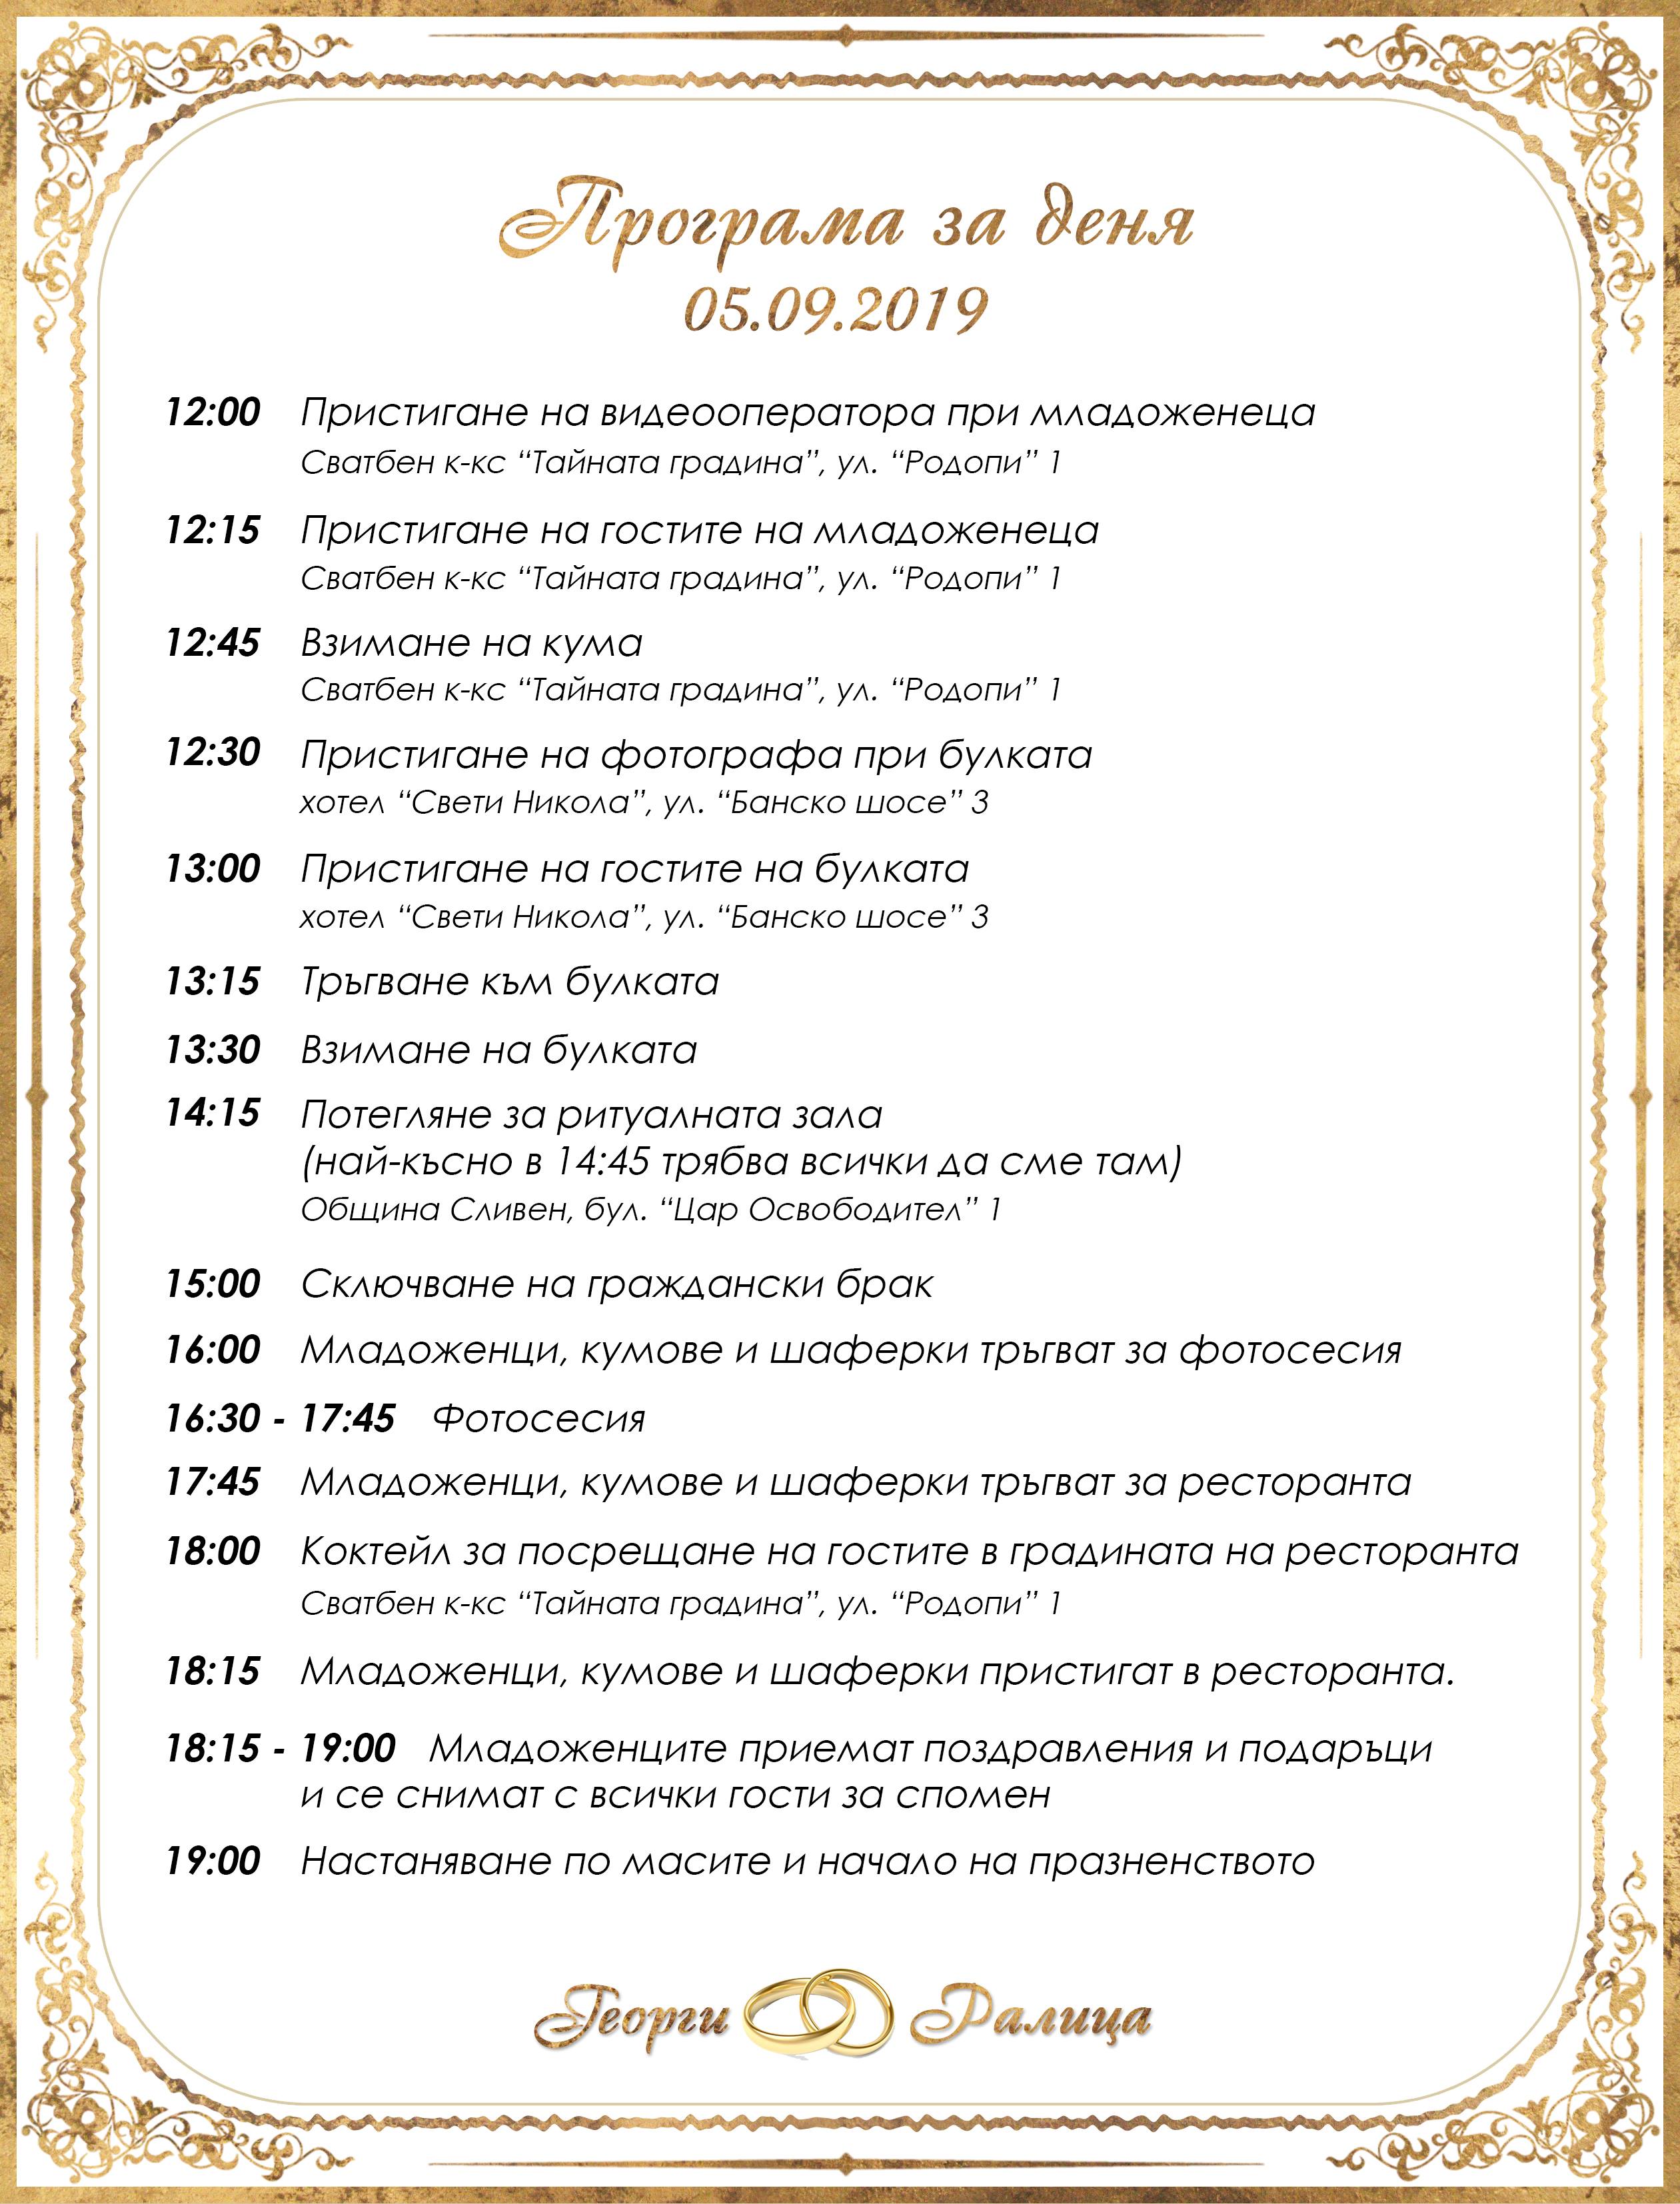 Програма за деня
05.09.2019
12:00 Пристигане на видеооператора при младоженеца
Сватбен к-кс “Тайната градина”, ул. “Родопи” 1
12:15 Пристигане на гостите на младоженеца
Сватбен к-кс “Тайната градина”, ул. “Родопи” 1
12:45 Взимане на кума
Сватбен к-кс “Тайната градина”, ул. “Родопи” 1
12:30 Пристигане на фотографа при булката
хотел “Свети Никола”, ул. “Банско шосе” 3
13:00 Пристигане на гостите на булката
хотел “Свети Никола”, ул. “Банско шосе” 3
13:15 Тръгване към булката
13:30 Взимане на булката
14:15 Потегляне за ритуалната зала
(най-късно в 14:45 трябва всички да сме там)
Община Сливен, бул. “Цар Освободител” 1
15:00 Сключване на граждански брак
16:00 Младоженци, кумове и шаферки тръгват за фотосесия
16:30 - 17:45 Фотосесия
17:45 Младоженци, кумове и шаферки тръгват за ресторанта
18:00 Коктейл за посрещане на гостите в градината на ресторанта
Сватбен к-кс “Тайната градина”, ул. “Родопи” 1
18:15 Младоженци, кумове и шаферки пристигат в ресторанта.
18:15 - 19:00 Младоженците приемат поздравления и подаръци
и се снимат с всички гости за спомен
19:00 Настаняване по масите и начало на празненството
Георги Ралица